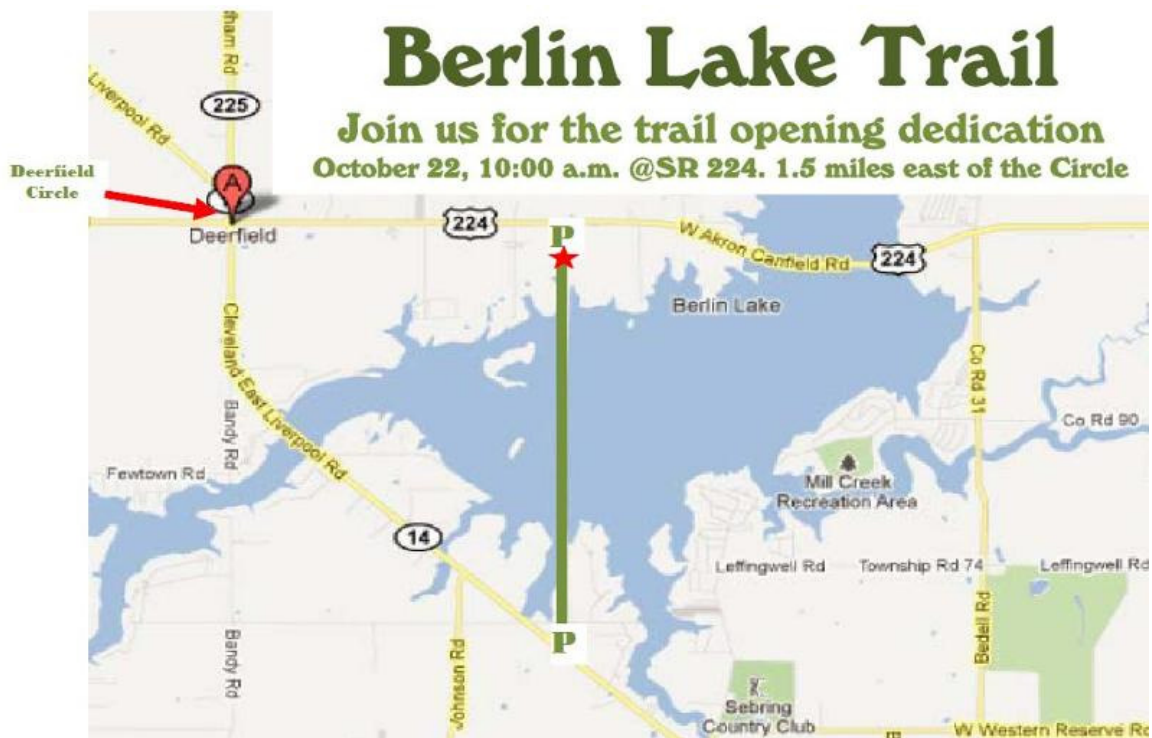 Berlin Lake Trail
Join us for the trail opening dedication
October 22, 10:00 a.m. @SR 224. 1.5 miles east of the Circle
tham Rd
225
Liverpool Rd
Deerfield
Circle
A
Deerfield
224
P
W Akron Canfield Rd
224
Berlin Lake
Cleveland East Liverpool Rd
Bandy Rd
Co Rd 31
Co Rd 90
Fewtown Rd
Mill Creek
Recreation Area
14
Leffingwell Rd
Township Rd 74
Leffingwell Rd
P
Bandy Rd
Johnson Rd
Bedell Rd
Sebring
Country Club
W Western Reserve Rd